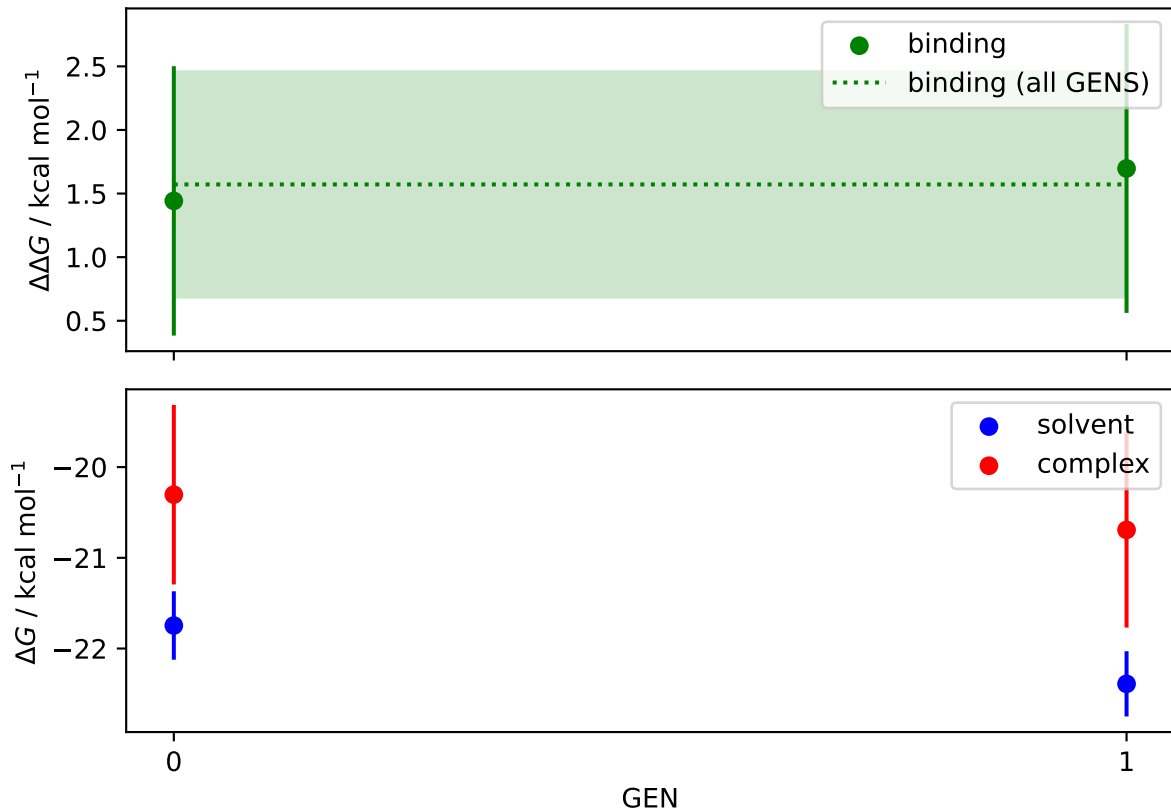 binding
binding (all GENS)
ΔΔG / kcal mol⁻¹
2.5
2.0
1.5
1.0
0.5
solvent
complex
ΔG / kcal mol⁻¹
−20
−21
−22
0 1
GEN